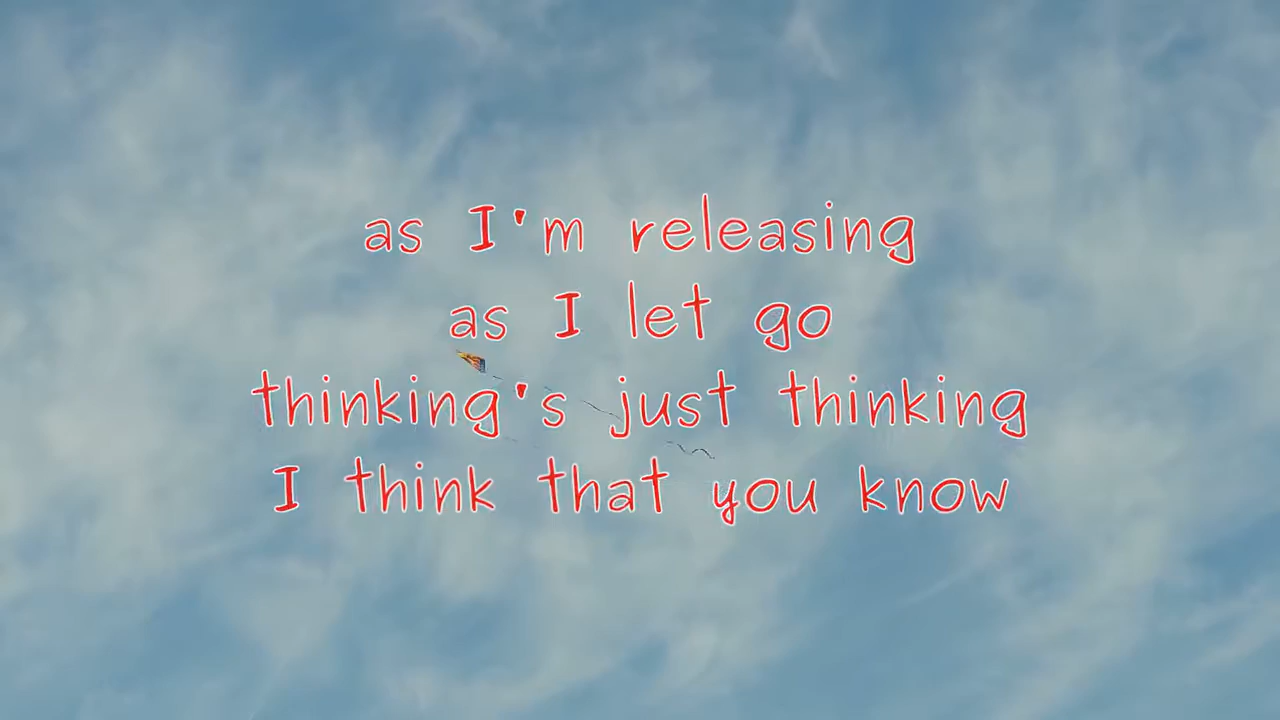 as I'm releasing
as I let go
thinking's just thinking
I think that you know